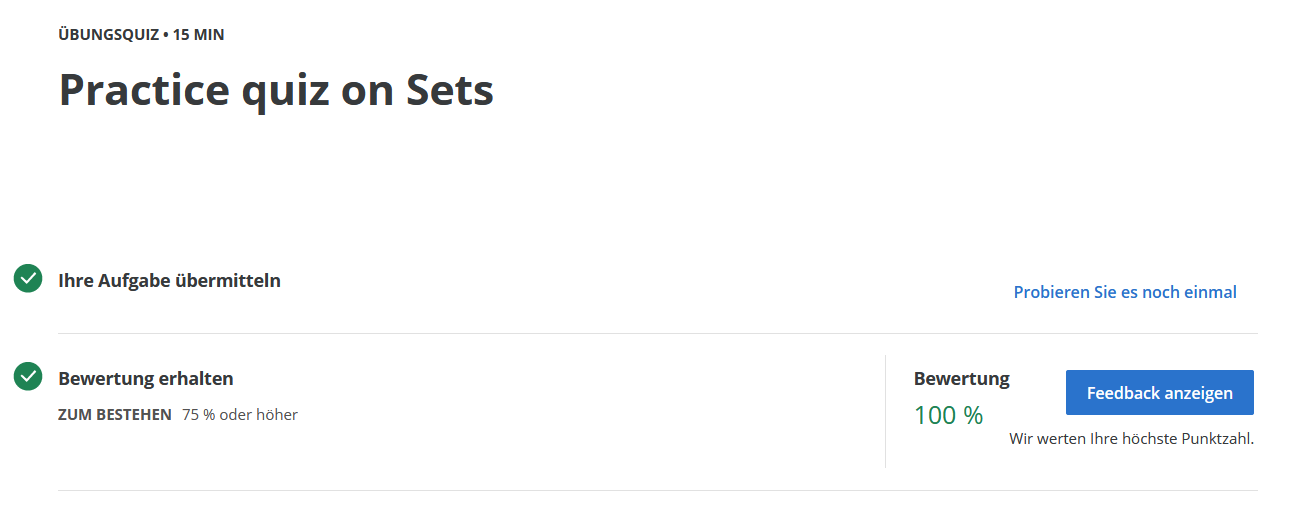 ÜBUNGSQUIZ • 15 MIN
Practice quiz on Sets
Ihre Aufgabe übermitteln
Probieren Sie es noch einmal
Bewertung erhalten
ZUM BESTEHEN 75 % oder höher
Bewertung
100 %
Feedback anzeigen
Wir werten Ihre höchste Punktzahl.